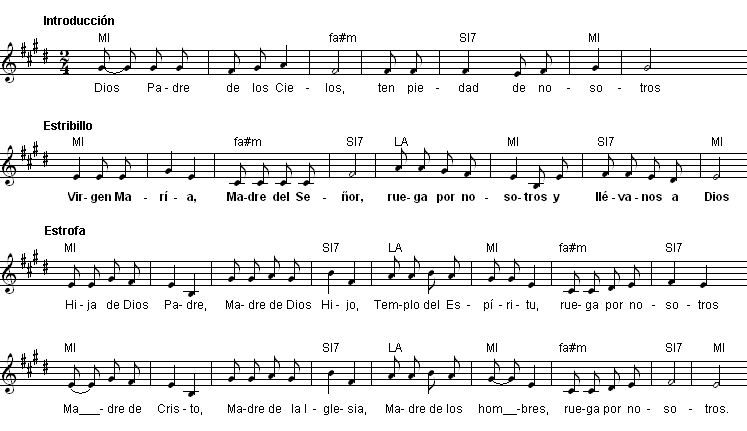 Introducción
MI fa#m SI7 MI
2
4
Dios Pa- dre de los Cie- los, ten pie- dad de no- so- tros
Estribillo
MI fa#m SI7 LA MI SI7 MI
Vir- gen Ma- rí- a, Ma- dre del Se- ñor, rue- ga por no- so- tros y llé- va- nos a Dios
Estrofa
MI SI7 LA MI fa#m SI7
Hi- ja de Dios Pa- dre, Ma- dre de Dios Hi- jo, Tem- plo del Es- pí- ri- tu, rue- ga por no- so- tros
MI SI7 LA MI fa#m SI7 MI
Ma___- dre de Cris- to, Ma- dre de la I- gle- sia, Ma- dre de los hom__- bres, rue- ga por no- so- tros.